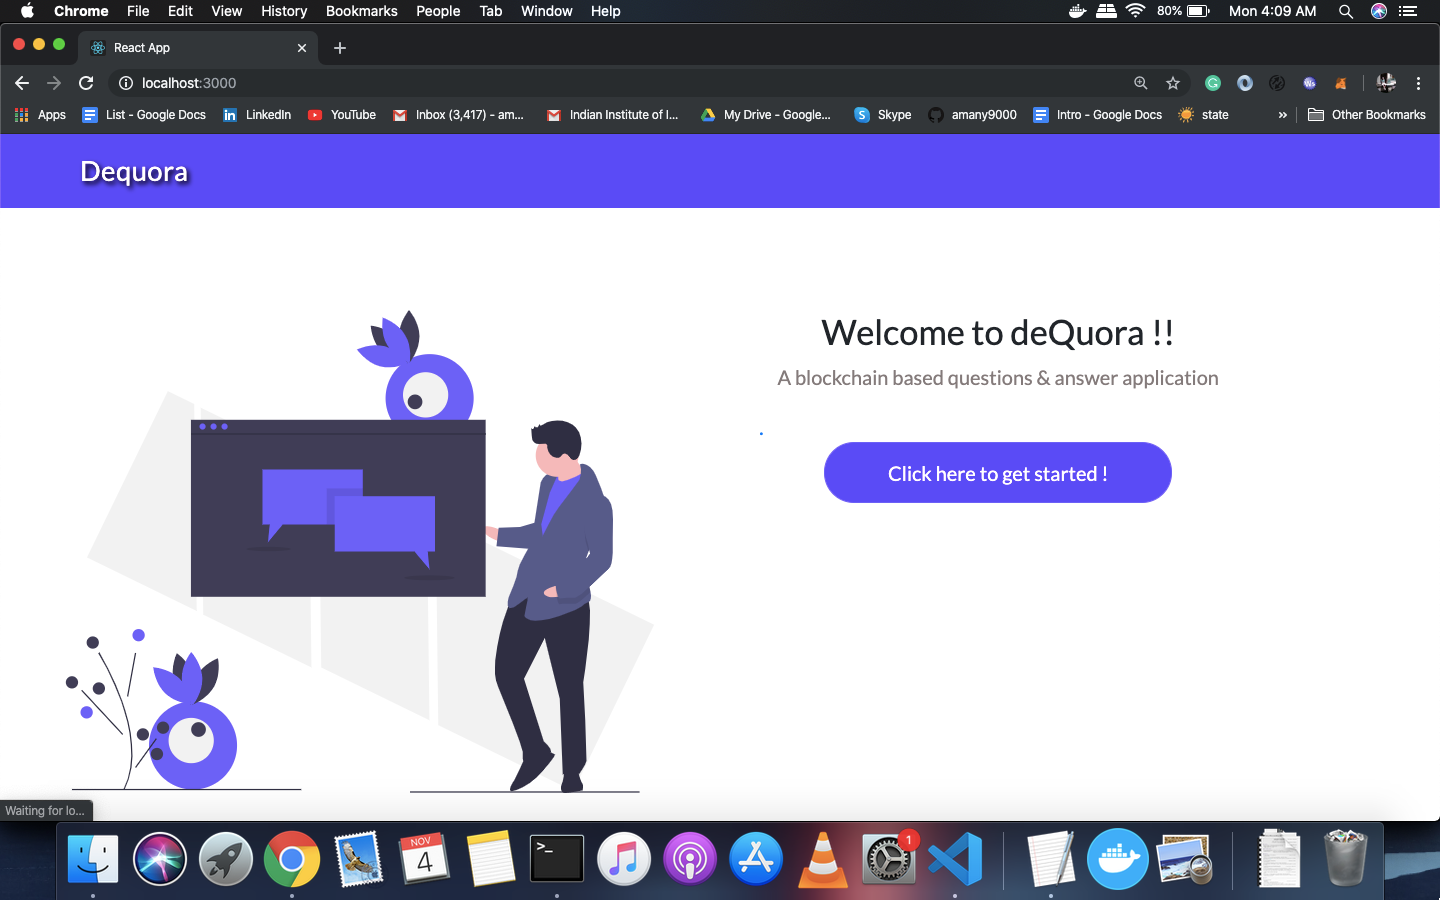 Chrome File Edit View History Bookmarks People Tab Window Help 80% Mon 4:09 AM
React App
localhost:3000
Apps List - Google Docs LinkedIn YouTube Inbox (3,417) - am... Indian Institute of I... My Drive - Google... Skype amany9000 Intro - Google Docs state » Other Bookmarks
Dequora
Welcome to deQuora !!
A blockchain based questions & answer application
Click here to get started !
Waiting for lo...
NOV
4
>_
1